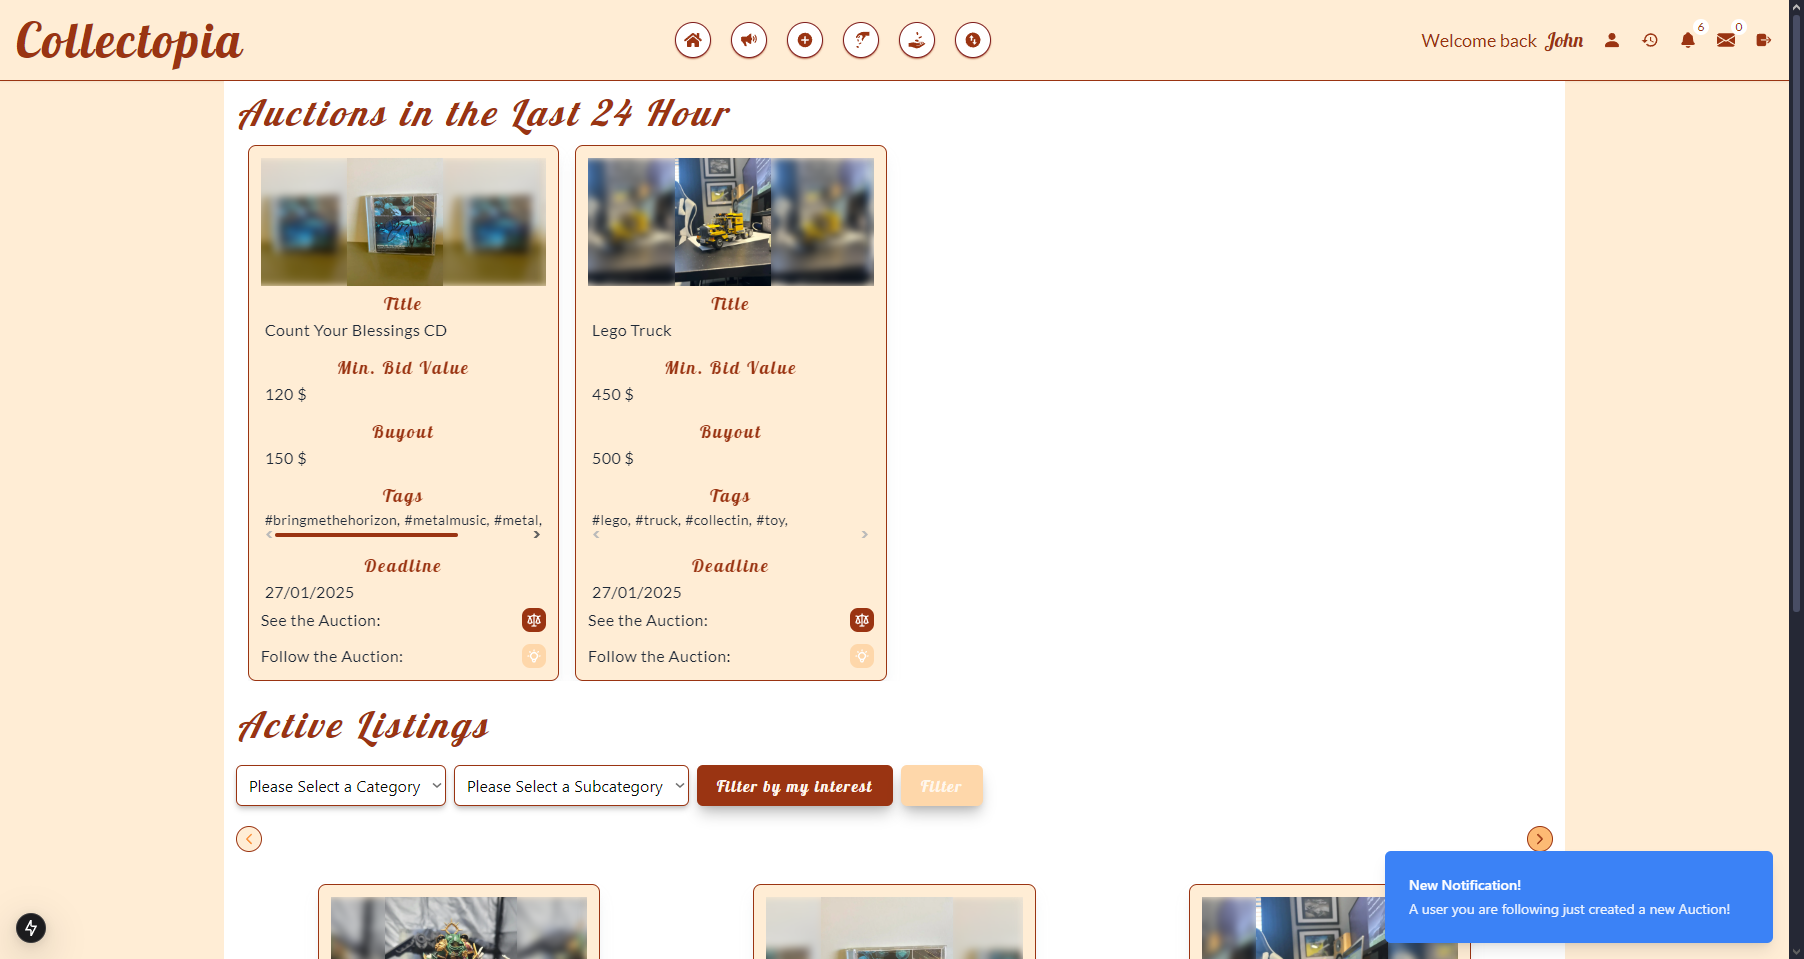 Collectopia
Welcome back John
6
0
Auctions in the Last 24 Hour
Title
Count Your Blessings CD
Min. Bid Value
120 $
Buyout
150 $
Tags
#bringmethehorizon, #metalmusic, #metal,
Deadline
27/01/2025
See the Auction:
Follow the Auction:
Title
Lego Truck
Min. Bid Value
450 $
Buyout
500 $
Tags
#lego, #truck, #collectin, #toy,
Deadline
27/01/2025
See the Auction:
Follow the Auction:
Active Listings
Please Select a Category
Please Select a Subcategory
Filter by my interest
Filter
New Notification!
A user you are following just created a new Auction!